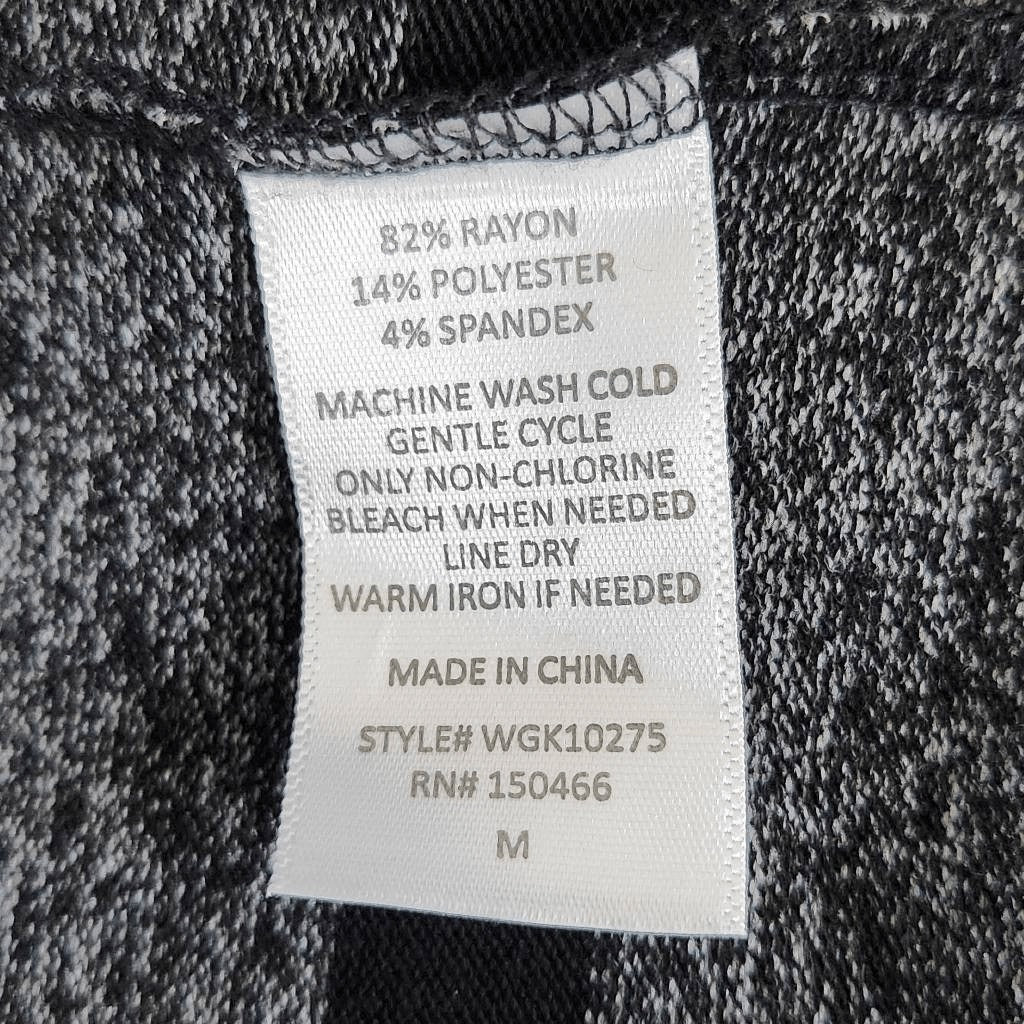 82% RAYON
14% POLYESTER
4% SPANDEX
MACHINE WASH COLD
GENTLE CYCLE
ONLY NON-CHLORINE
BLEACH WHEN NEEDED
LINE DRY
WARM IRON IF NEEDED
MADE IN CHINA
STYLE# WGK10275
RN# 150466
M